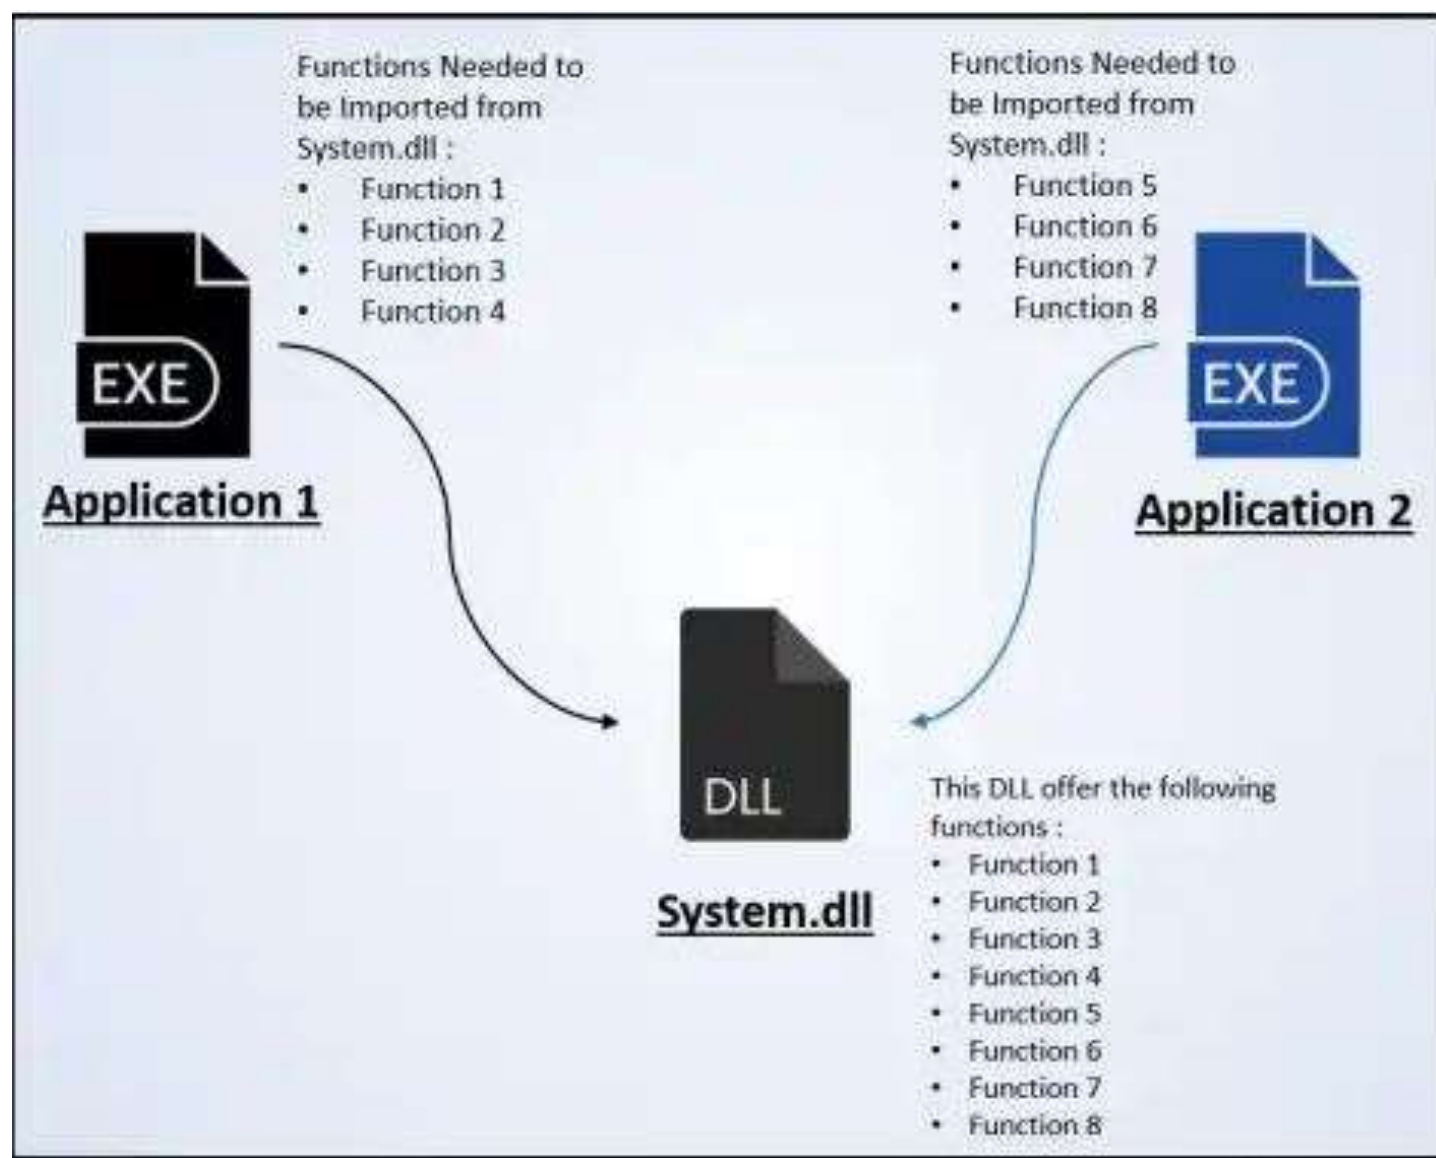 Functions Needed to
be Imported from
System.dll :
• Function 1
• Function 2
• Function 3
• Function 4
EXE
Application 1
Functions Needed to
be Imported from
System.dll :
• Function 5
• Function 6
• Function 7
• Function 8
EXE
Application 2
DLL
System.dll
This DLL offer the following
functions :
• Function 1
• Function 2
• Function 3
• Function 4
• Function 5
• Function 6
• Function 7
• Function 8